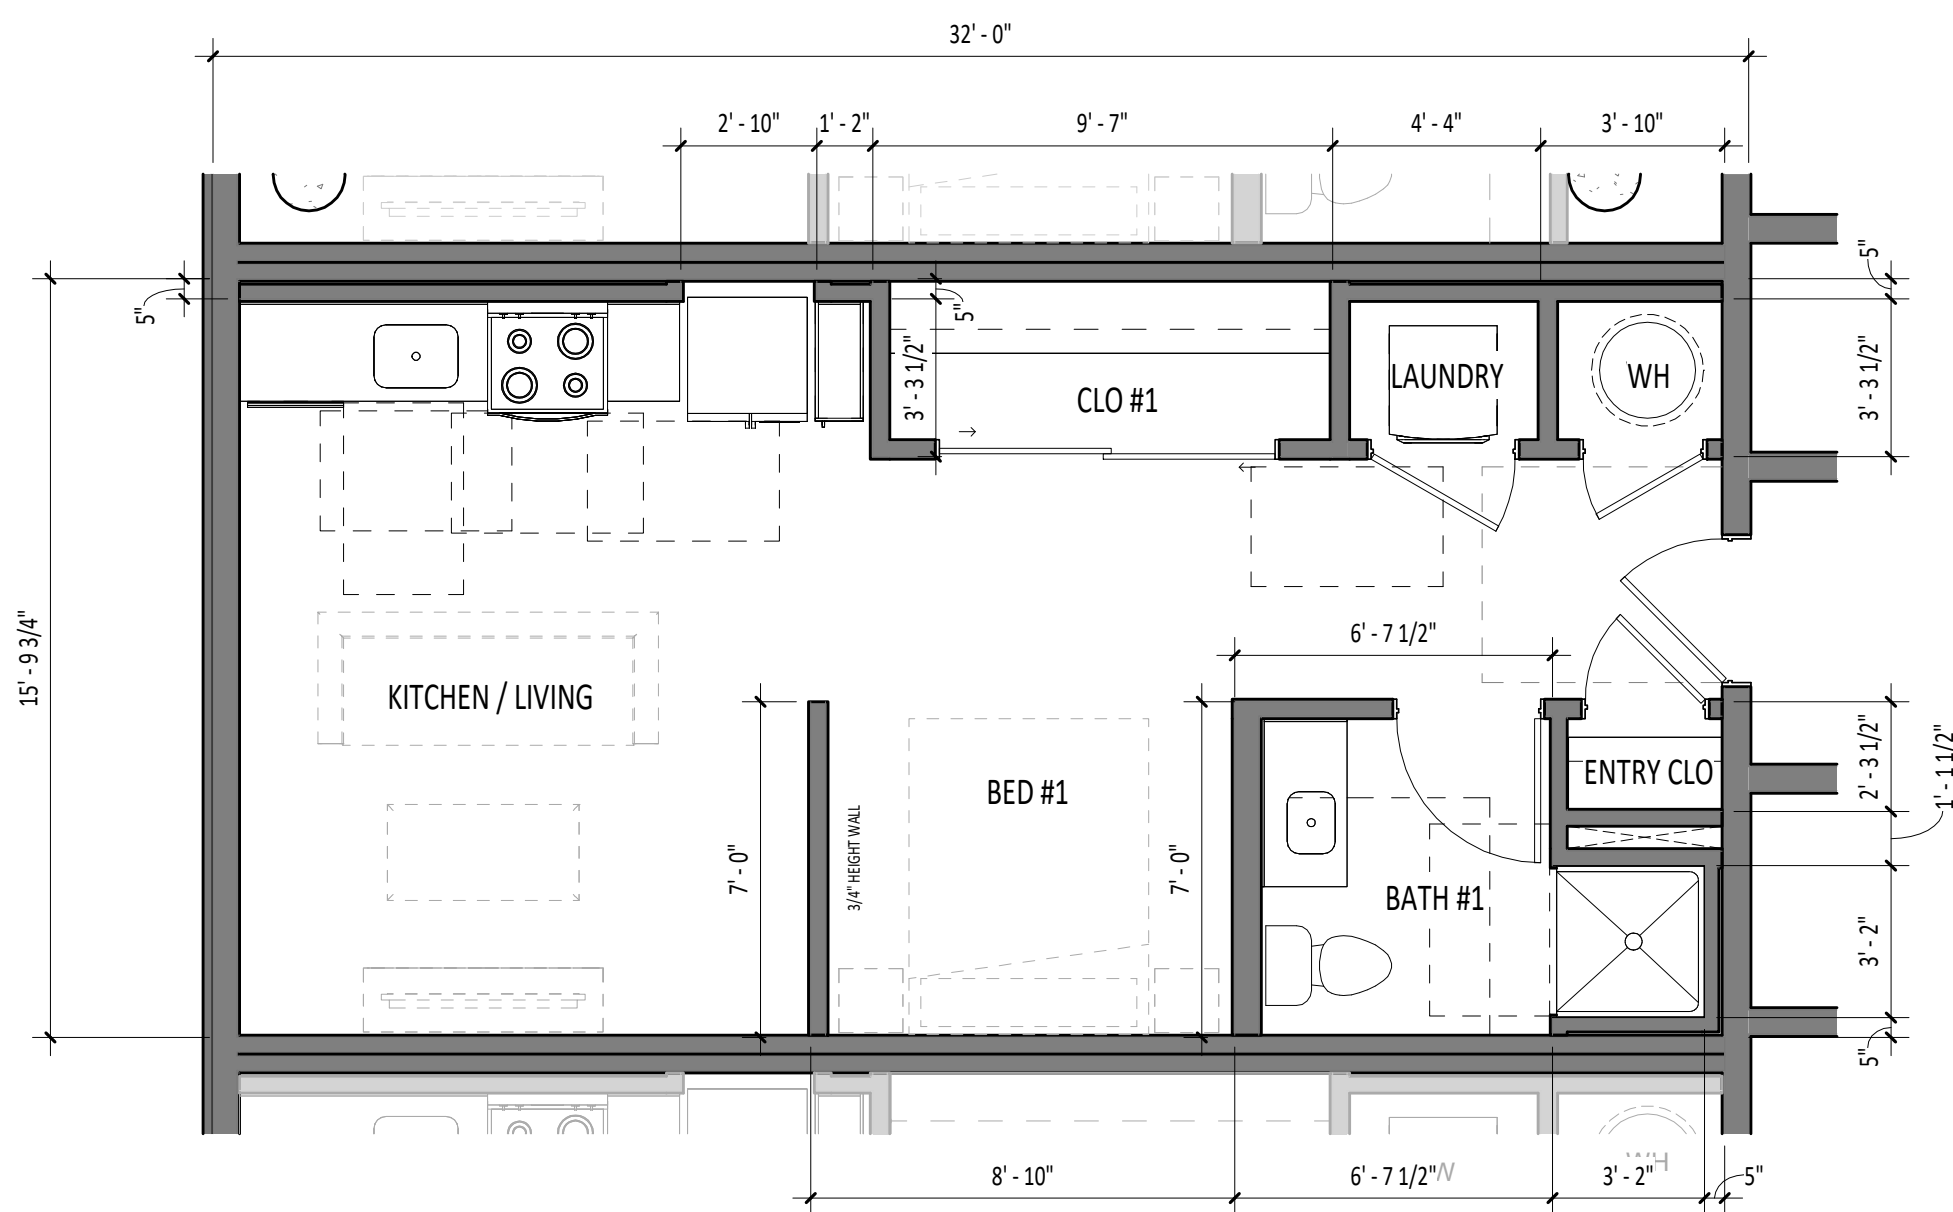 32' - 0"
2' - 10"
1' - 2"
9' - 7"
4' - 4"
3' - 10"
5"
5"
5"
3' - 3 1/2"
3' - 3 1/2"
LAUNDRY
WH
CLO #1
15' - 9 3/4"
6' - 7 1/2"
KITCHEN / LIVING
BED #1
ENTRY CLO
2' - 3 1/2"
1' - 1 1/2"
7' - 0"
3/4" HEIGHT WALL
7' - 0"
BATH #1
3' - 2"
5"
WH
W
8' - 10"
6' - 7 1/2"
3' - 2"
5"